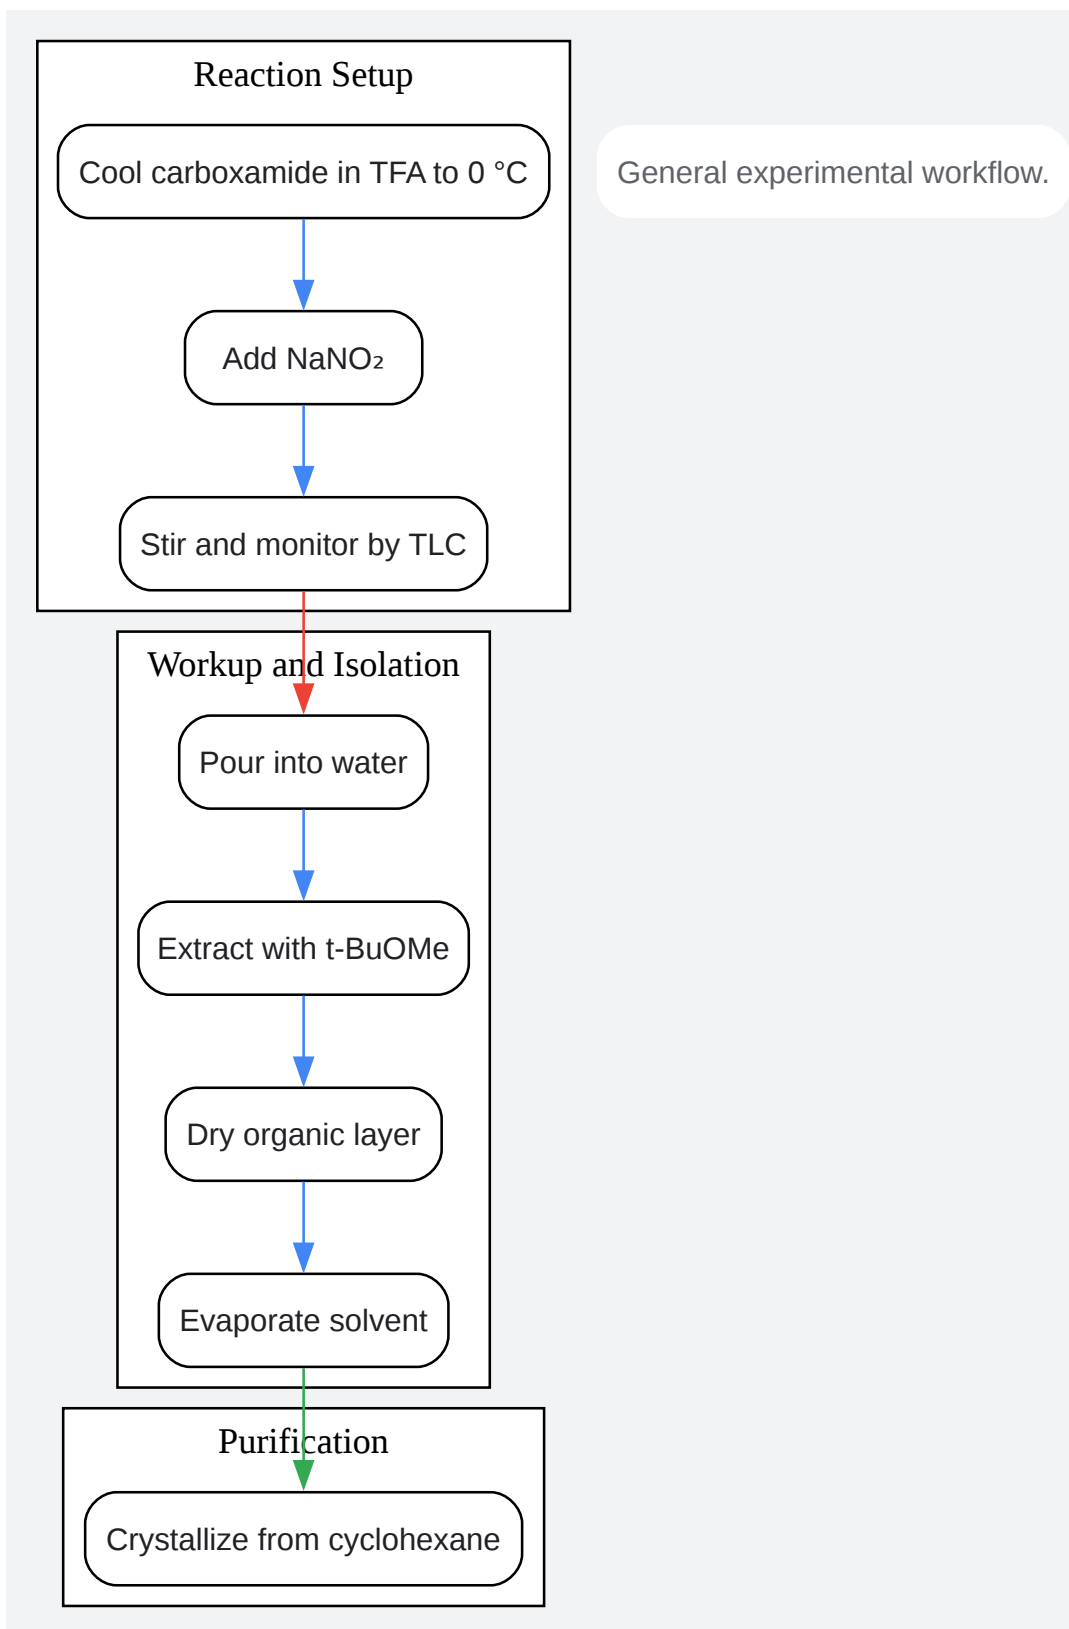 Reaction Setup
Cool carboxamide in TFA to 0 °C
General experimental workflow.
Add NaNO₂
Stir and monitor by TLC
Workup and Isolation
Pour into water
Extract with t-BuOMe
Dry organic layer
Evaporate solvent
Purification
Crystallize from cyclohexane